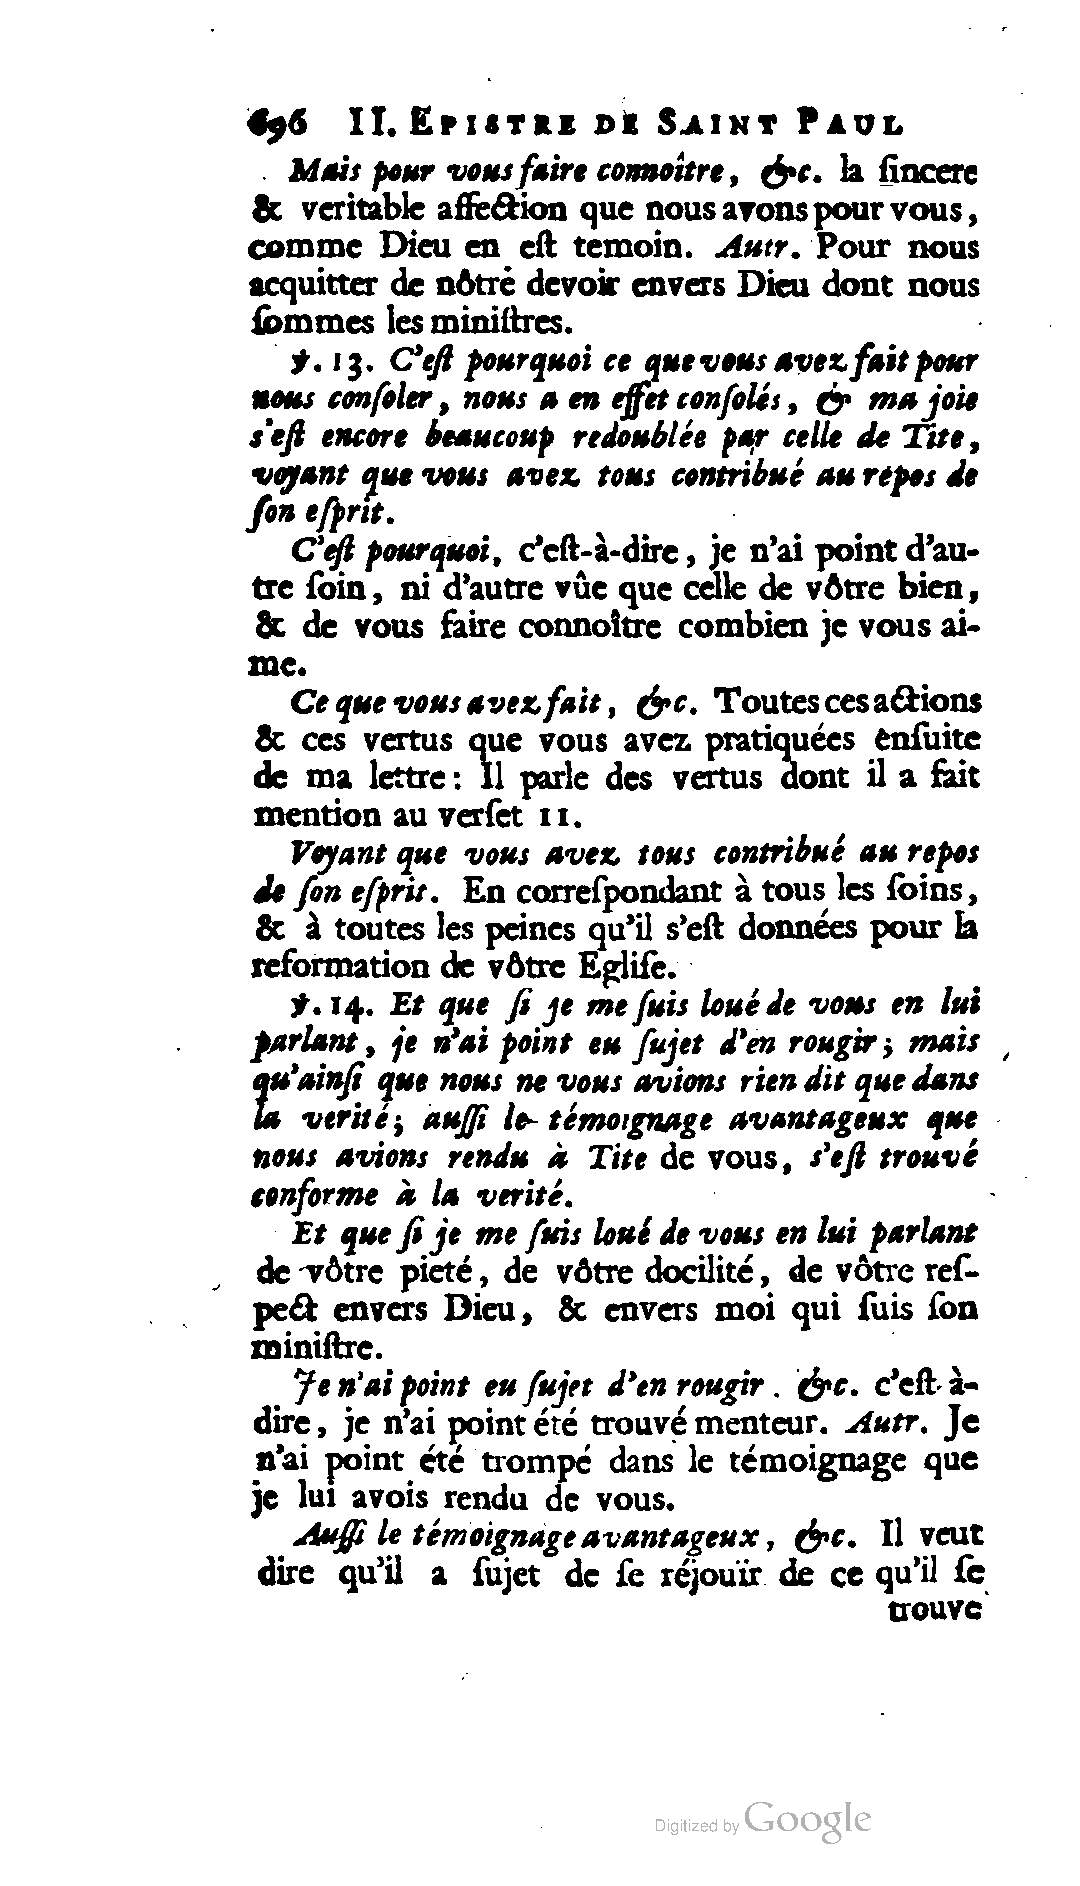 696 II. EPISTRE DE SAINT PAUL
Mais pour vous faire connoître, &c. la ſincere
& veritable affection que nous avons pour vous,
comme Dieu en eſt temoin. Autr. Pour nous
acquitter de nôtre devoir envers Dieu dont nous
ſommes les miniſtres.
℣. 13. C'eſt pourquoi ce que vous avez fait pour
nous conſoler, nous a en effet conſolés, & ma joie
s'eſt encore beaucoup redoublée par celle de Tite,
voyant que vous avez tous contribué au repos de
ſon eſprit.
C'eſt pourquoi, c'eſt-à-dire, je n'ai point d'au-
tre ſoin, ni d'autre vûe que celle de vôtre bien,
& de vous faire connoître combien je vous ai-
me.
Ce que vous avez fait, &c. Toutes ces actions
& ces vertus que vous avez pratiquées enſuite
de ma lettre: Il parle des vertus dont il a fait
mention au verſet 11.
Voyant que vous avez tous contribué au repos
de ſon eſprit. En correſpondant à tous les ſoins,
& à toutes les peines qu'il s'eſt données pour la
reformation de vôtre Egliſe.
℣. 14. Et que ſi je me ſuis loué de vous en lui
parlant, je n'ai point eu ſujet d'en rougir; mais
qu'ainſi que nous ne vous avions rien dit que dans
la verité; auſſi le témoignage avantageux que
nous avions rendu à Tite de vous, s'eſt trouvé
conforme à la verité.
Et que ſi je me ſuis loué de vous en lui parlant
de vôtre pieté, de vôtre docilité, de vôtre reſ-
pect envers Dieu, & envers moi qui ſuis ſon
miniſtre.
Je n'ai point eu ſujet d'en rougir. &c. c'eſt-à-
dire, je n'ai point été trouvé menteur. Autr. Je
n'ai point été trompé dans le témoignage que
je lui avois rendu de vous.
Auſſi le témoignage avantageux, &c. Il veut
dire qu'il a ſujet de ſe réjouïr de ce qu'il ſe
trouve
Digitized by Google